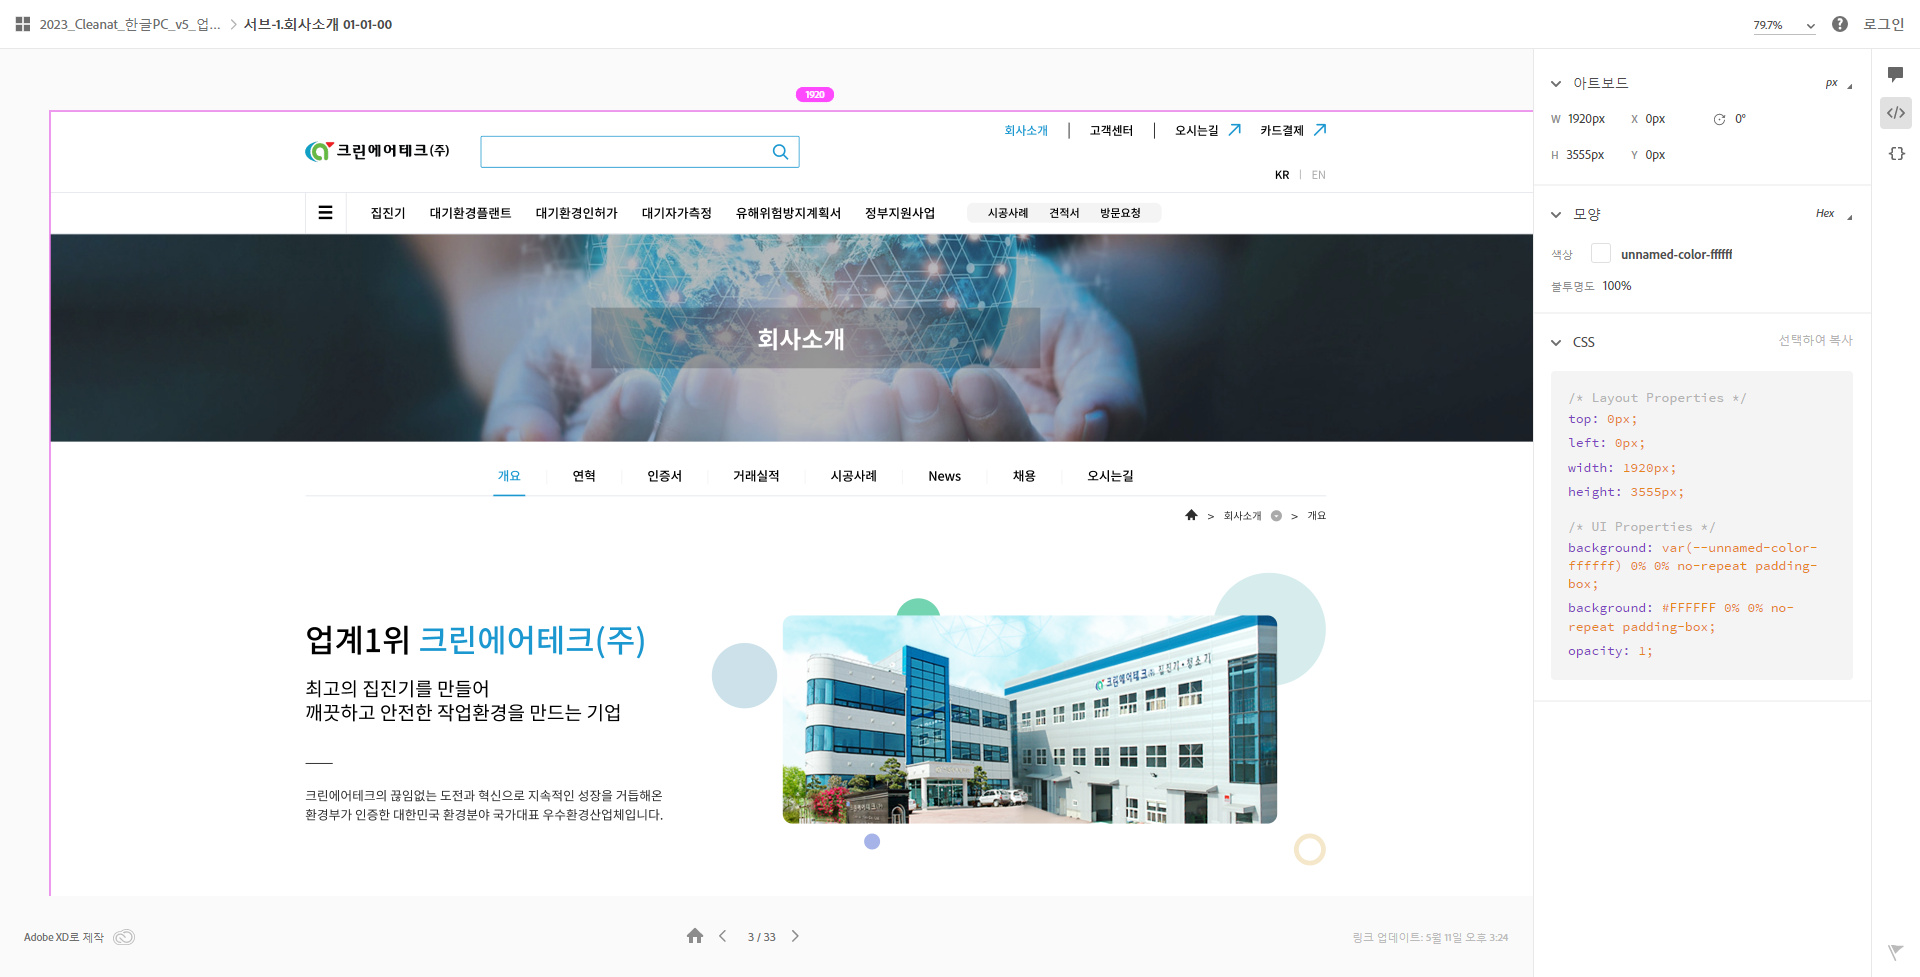 2023_Cleanat_한글PC_v5_업... 서브-1.회사소개 01-01-00
79.7%
로그인
1920
회사소개 고객센터 오시는길 카드결제
크린에어테크(주)
KR EN
집진기 대기환경플랜트 대기환경인허가 대기자가측정 유해위험방지계획서 정부지원사업 시공사례 견적서 방문요청
회사소개
개요 연혁 인증서 거래실적 시공사례 News 채용 오시는길
> 회사소개 > 개요
업계1위 크린에어테크(주)
최고의 집진기를 만들어
깨끗하고 안전한 작업환경을 만드는 기업
크린에어테크의 끊임없는 도전과 혁신으로 지속적인 성장을 거듭해온
환경부가 인증한 대한민국 환경분야 국가대표 우수환경산업체입니다.
크린에어테크㈜ 집진기·청소기
Adobe XD로 제작
3 / 33
링크 업데이트: 5월 11일 오후 3:24
아트보드 px
W 1920px X 0px 0°
H 3555px Y 0px
모양 Hex
색상 unnamed-color-ffffff
불투명도 100%
CSS 선택하여 복사
/* Layout Properties */
top: 0px;
left: 0px;
width: 1920px;
height: 3555px;
/* UI Properties */
background: var(--unnamed-color-
ffffff) 0% 0% no-repeat padding-
box;
background: #FFFFFF 0% 0% no-
repeat padding-box;
opacity: 1;